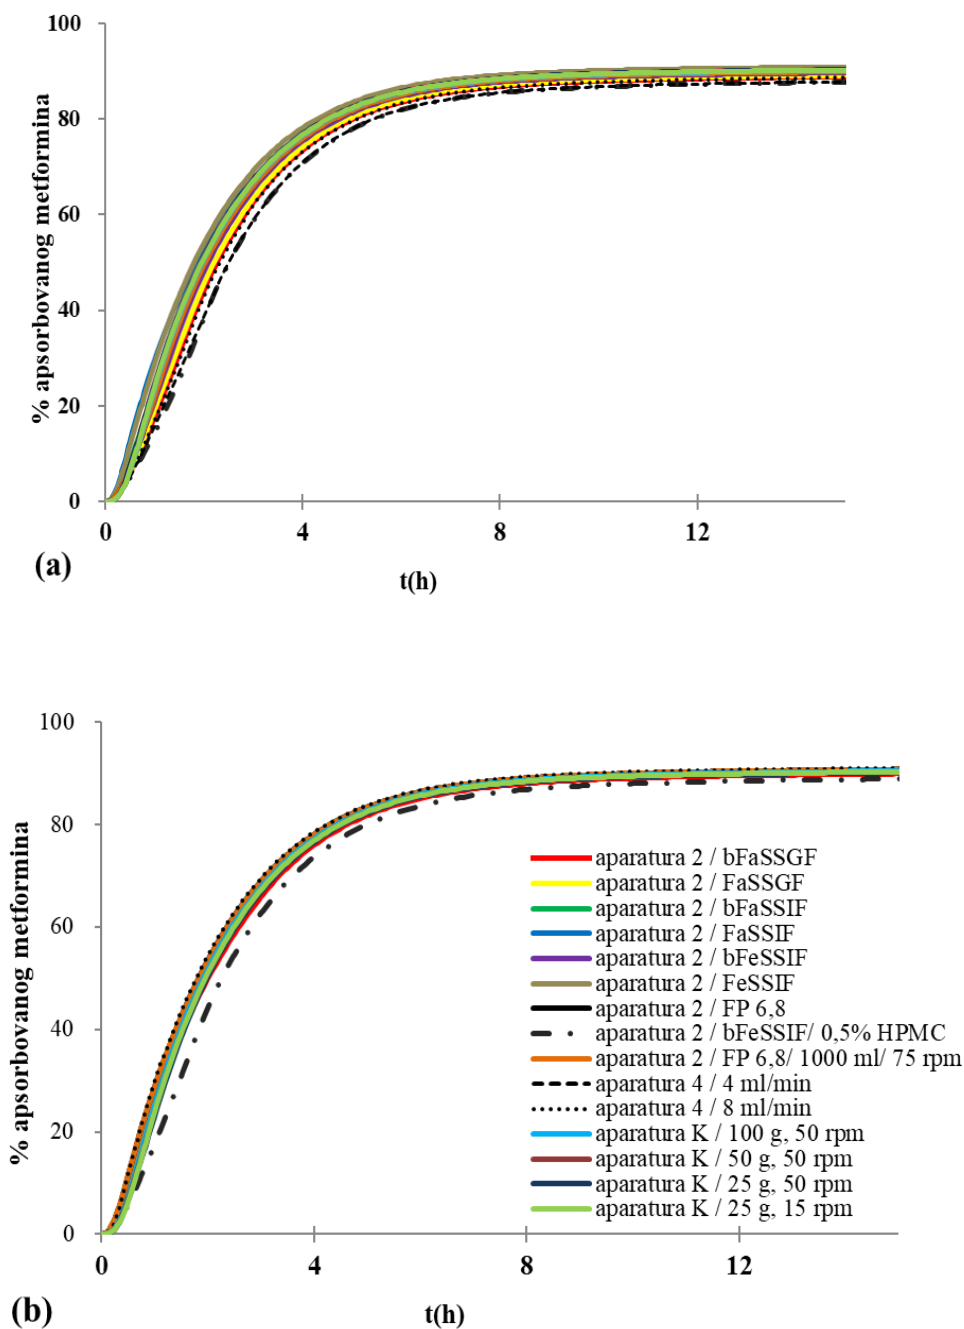 100
80
60
40
20
0
% apsorbovanog metformina
0 4 8 12
(a)
t(h)
100
80
60
40
20
0
% apsorbovanog metformina
aparatura 2 / bFaSSGF
aparatura 2 / FaSSGF
aparatura 2 / bFaSSIF
aparatura 2 / FaSSIF
aparatura 2 / bFeSSIF
aparatura 2 / FeSSIF
aparatura 2 / FP 6,8
aparatura 2 / bFeSSIF/ 0,5% HPMC
aparatura 2 / FP 6,8/ 1000 ml/ 75 rpm
aparatura 4 / 4 ml/min
aparatura 4 / 8 ml/min
aparatura K / 100 g, 50 rpm
aparatura K / 50 g, 50 rpm
aparatura K / 25 g, 50 rpm
aparatura K / 25 g, 15 rpm
0 4 8 12
(b)
t(h)